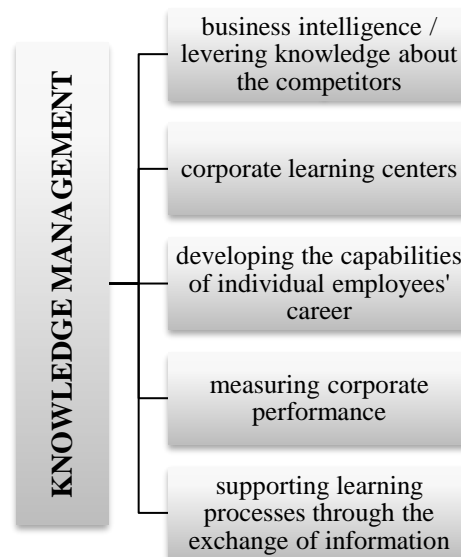 KNOWLEDGE MANAGEMENT
business intelligence /
levering knowledge about
the competitors
corporate learning centers
developing the capabilities
of individual employees'
career
measuring corporate
performance
supporting learning
processes through the
exchange of information